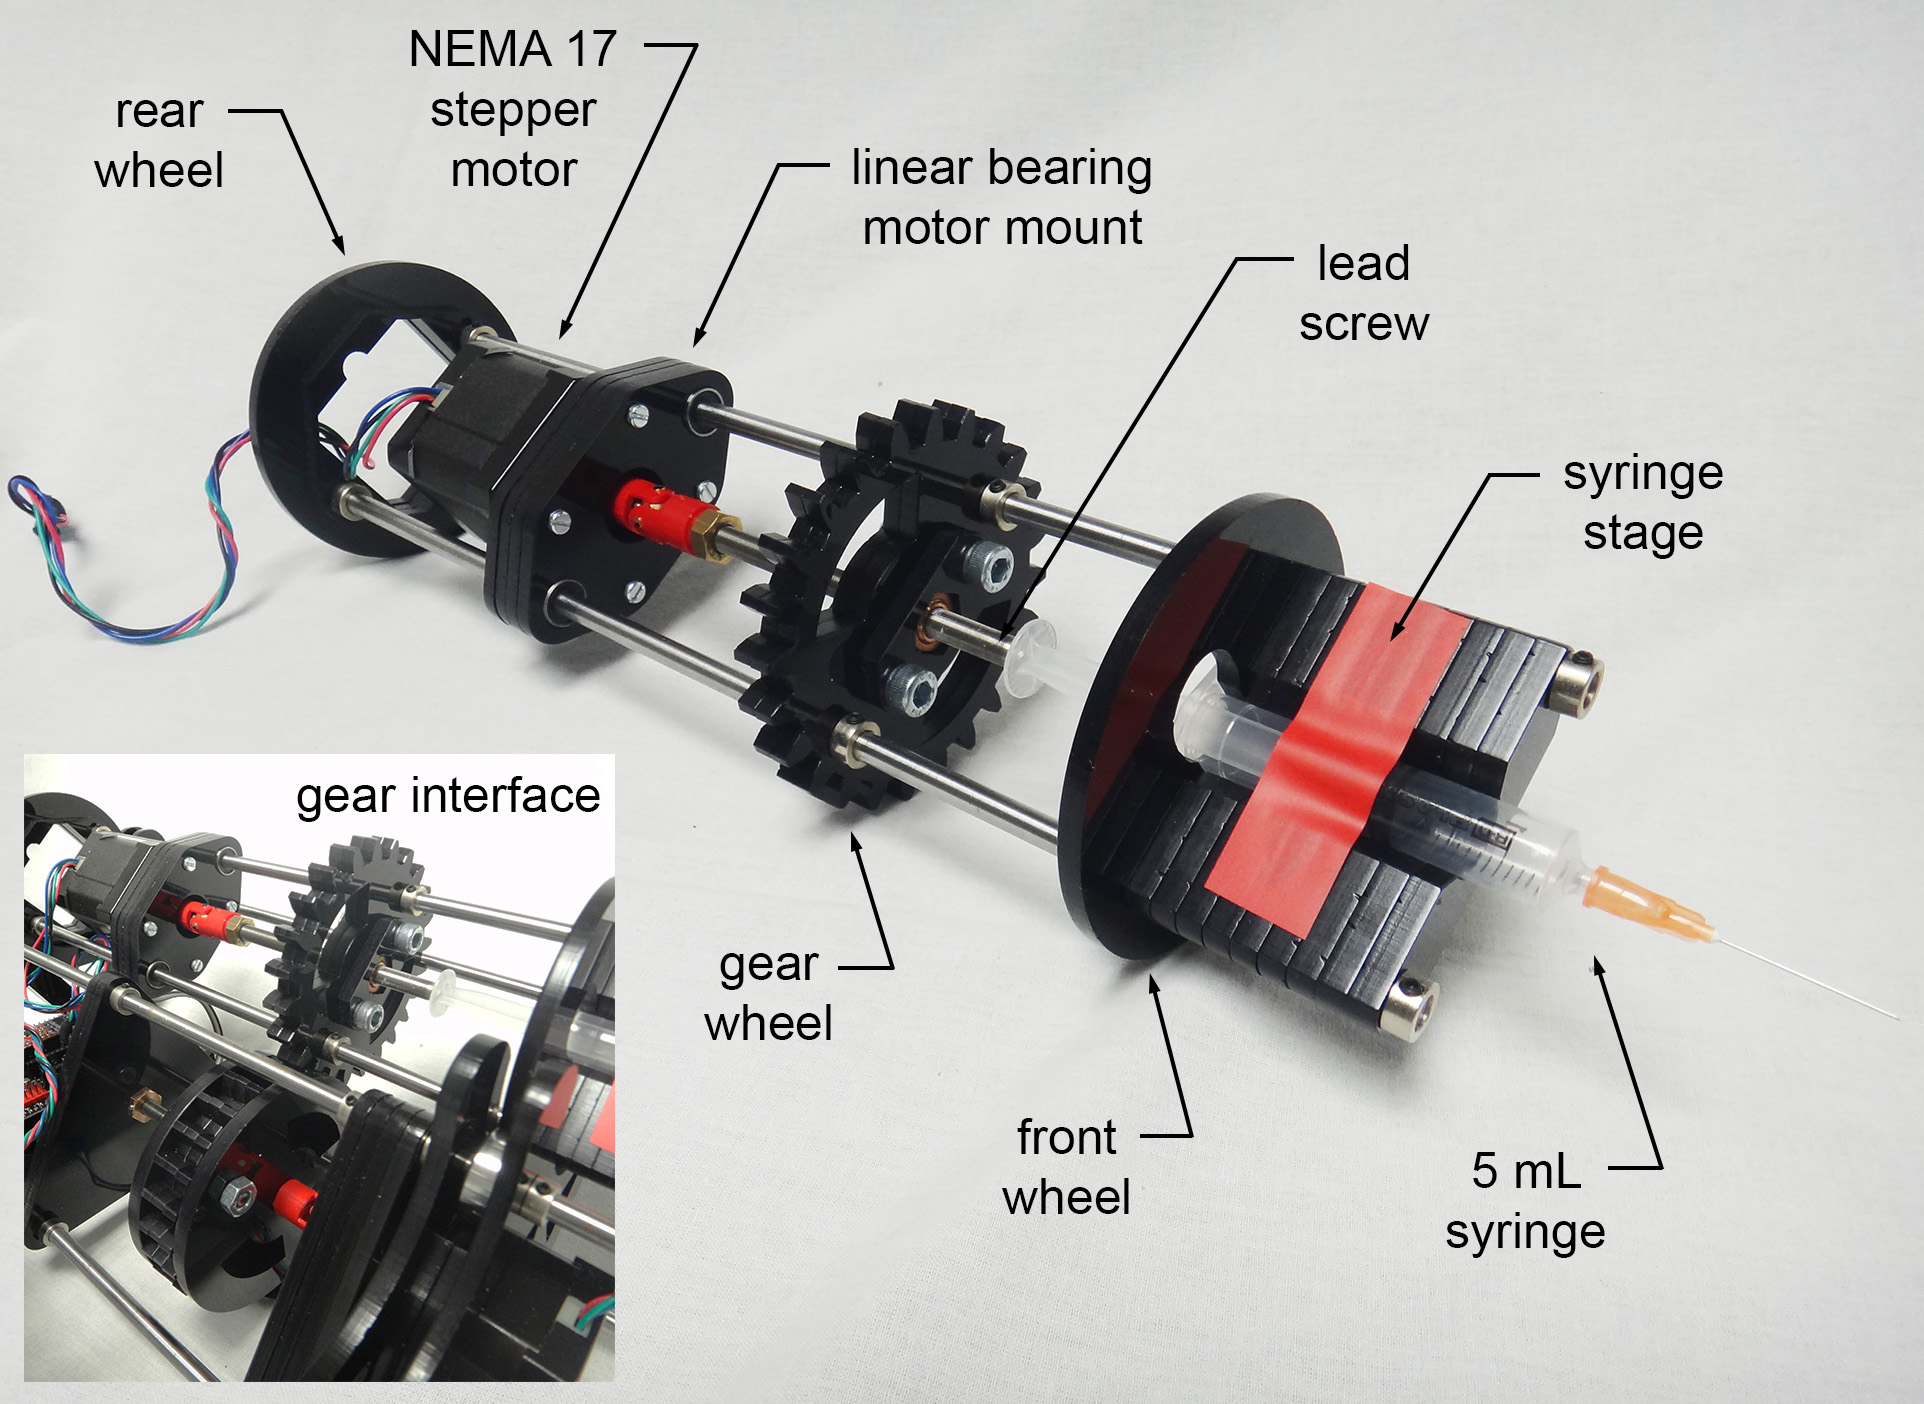 NEMA 17
stepper
motor
rear
wheel
linear bearing
motor mount
lead
screw
syringe
stage
gear interface
gear
wheel
front
wheel
5 mL
syringe